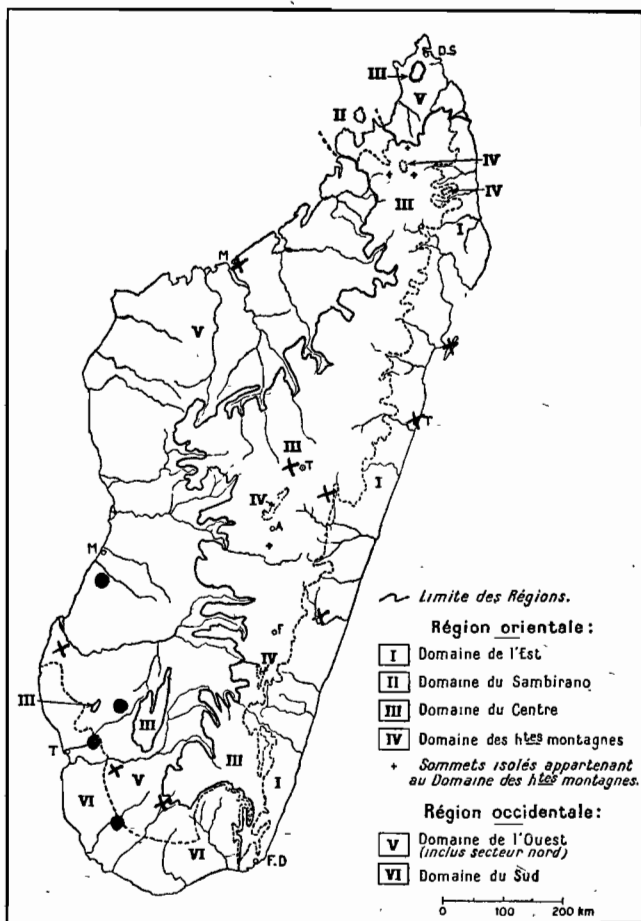 D.S
III
V
II
IV
IV
III
I
M
V
T
III
T
I
IV
A
M
F
IV
III
III
III
I
T
V
VI
VI
F.D
Limite des Régions.
Région orientale:
I Domaine de l'Est
II Domaine du Sambirano
III Domaine du Centre
IV Domaine des htes montagnes
+ Sommets isolés appartenant
au Domaine des htes montagnes.
Région occidentale:
V Domaine de l'Ouest
(inclus secteur nord)
VI Domaine du Sud
0 100 200 km